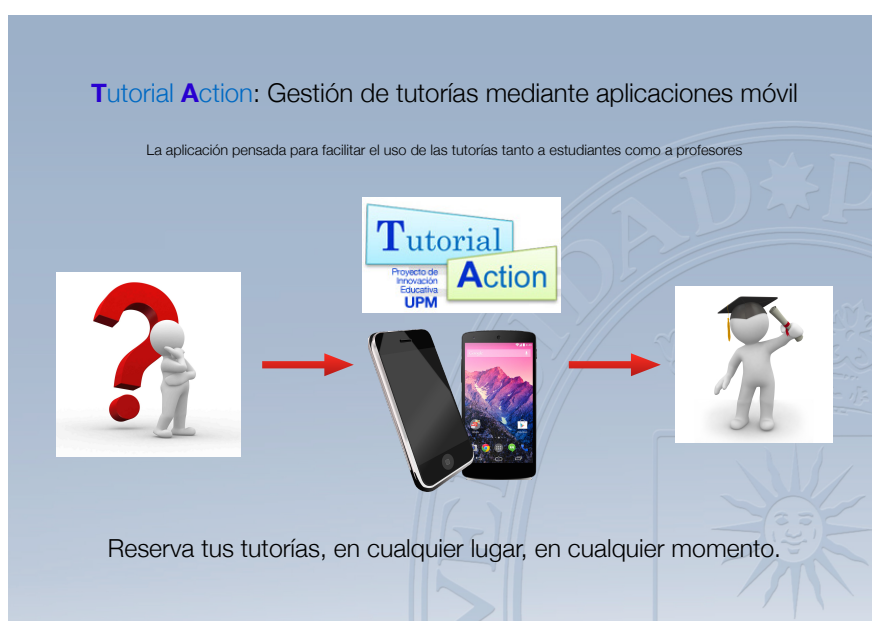 Tutorial Action: Gestión de tutorías mediante aplicaciones móvil
La aplicación pensada para facilitar el uso de las tutorías tanto a estudiantes como a profesores
Tutorial
Proyecto de
Innovación
Educativa
UPM
Action
Reserva tus tutorías, en cualquier lugar, en cualquier momento.